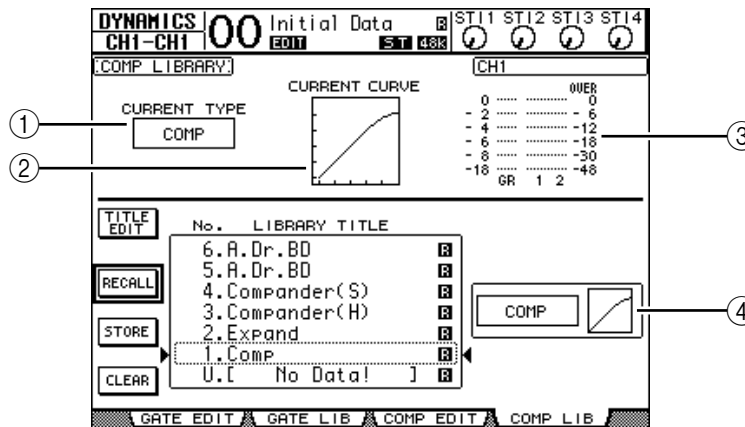 DYNAMICS
CH1-CH1
00
Initial Data R
EDIT ST 48K
ST1 ST2 ST3 ST4
COMP LIBRARY
CH1
CURRENT TYPE
COMP
CURRENT CURVE
OVER
0 0
-2 -6
-4 -12
-6 -18
-8 -30
-18 -48
GR 1 2
1
2
3
4
TITLE EDIT
RECALL
STORE
CLEAR
No. LIBRARY TITLE
6.A.Dr.BD R
5.A.Dr.BD R
4.Compander(S) R
3.Compander(H) R
2.Expand R
1.Comp R
U.[ No Data! ] R
COMP
GATE EDIT GATE LIB COMP EDIT COMP LIB